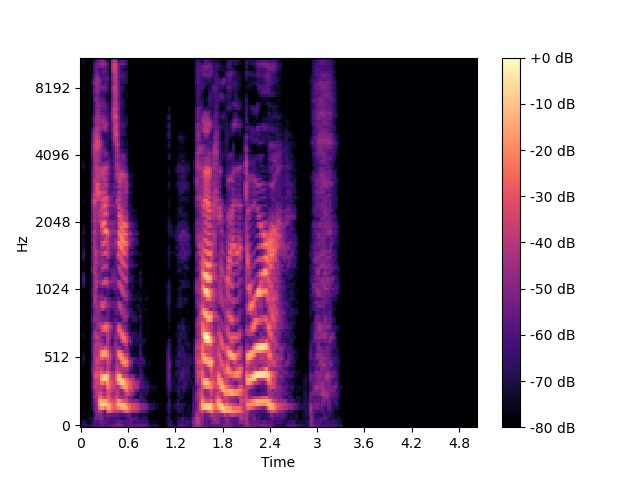 8192
4096
2048
1024
512
0
Hz
0 0.6 1.2 1.8 2.4 3 3.6 4.2 4.8
Time
+0 dB
-10 dB
-20 dB
-30 dB
-40 dB
-50 dB
-60 dB
-70 dB
-80 dB